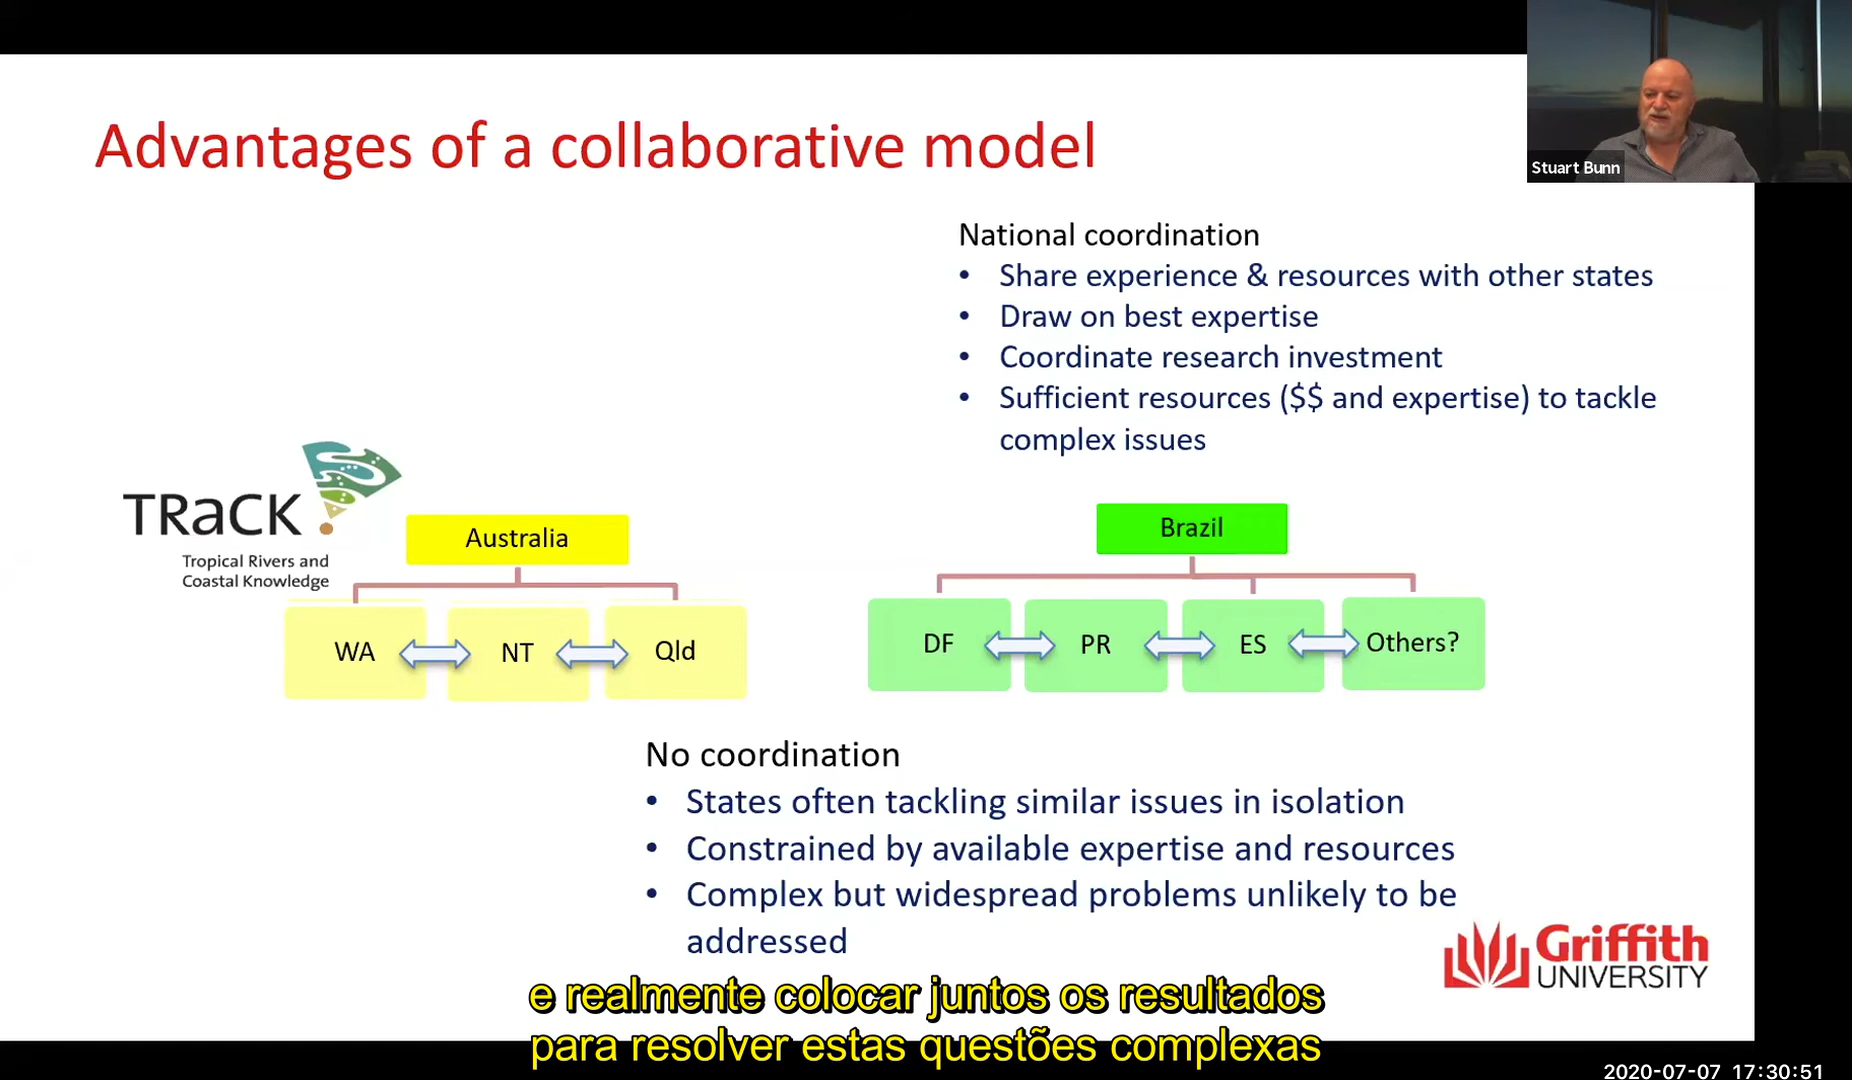 Advantages of a collaborative model
Stuart Bunn
National coordination
• Share experience & resources with other states
• Draw on best expertise
• Coordinate research investment
• Sufficient resources ($$ and expertise) to tackle
complex issues
TRaCK
Tropical Rivers and
Coastal Knowledge
Australia
WA
NT
Qld
Brazil
DF
PR
ES
Others?
No coordination
• States often tackling similar issues in isolation
• Constrained by available expertise and resources
• Complex but widespread problems unlikely to be
addressed
Griffith
UNIVERSITY
e realmente colocar juntos os resultados
para resolver estas questões complexas
2020-07-07 17:30:51